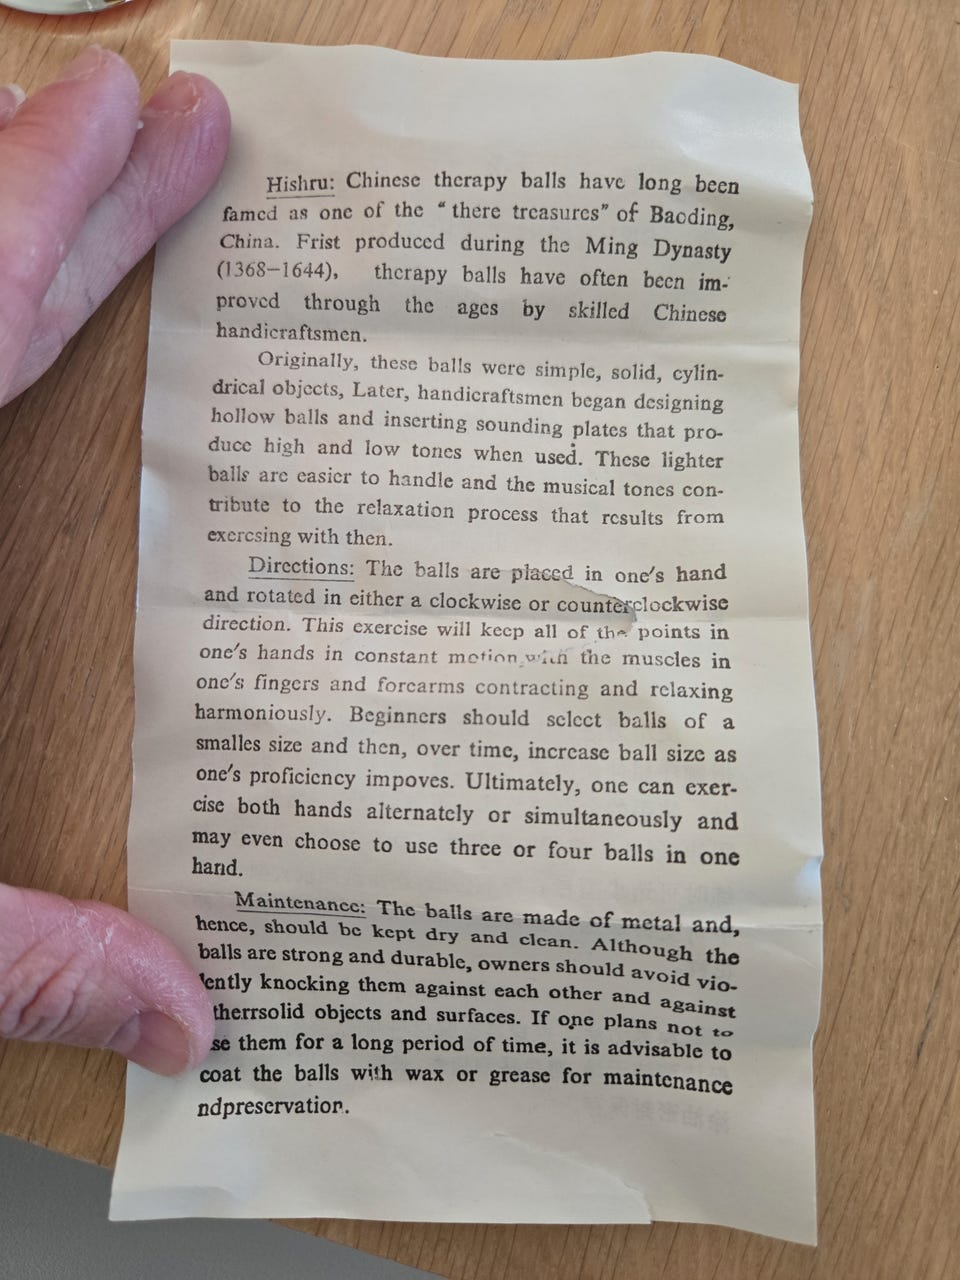 Hishru: Chinese therapy balls have long been
famed as one of the “there treasures” of Baoding,
China. Frist produced during the Ming Dynasty
(1368–1644), therapy balls have often been im-
proved through the ages by skilled Chinese
handicraftsmen.
Originally, these balls were simple, solid, cylin-
drical objects, Later, handicraftsmen began designing
hollow balls and inserting sounding plates that pro-
duce high and low tones when used. These lighter
balls are easier to handle and the musical tones con-
tribute to the relaxation process that results from
exercsing with then.
Directions: The balls are placed in one's hand
and rotated in either a clockwise or counterclockwise
direction. This exercise will keep all of the points in
one's hands in constant motion with the muscles in
one's fingers and forearms contracting and relaxing
harmoniously. Beginners should select balls of a
smalles size and then, over time, increase ball size as
one's proficiency impoves. Ultimately, one can exer-
cise both hands alternately or simultaneously and
may even choose to use three or four balls in one
hand.
Maintenance: The balls are made of metal and,
hence, should be kept dry and clean. Although the
balls are strong and durable, owners should avoid vio-
lently knocking them against each other and against
therrsolid objects and surfaces. If one plans not to
se them for a long period of time, it is advisable to
coat the balls with wax or grease for maintenance
ndpreservation.